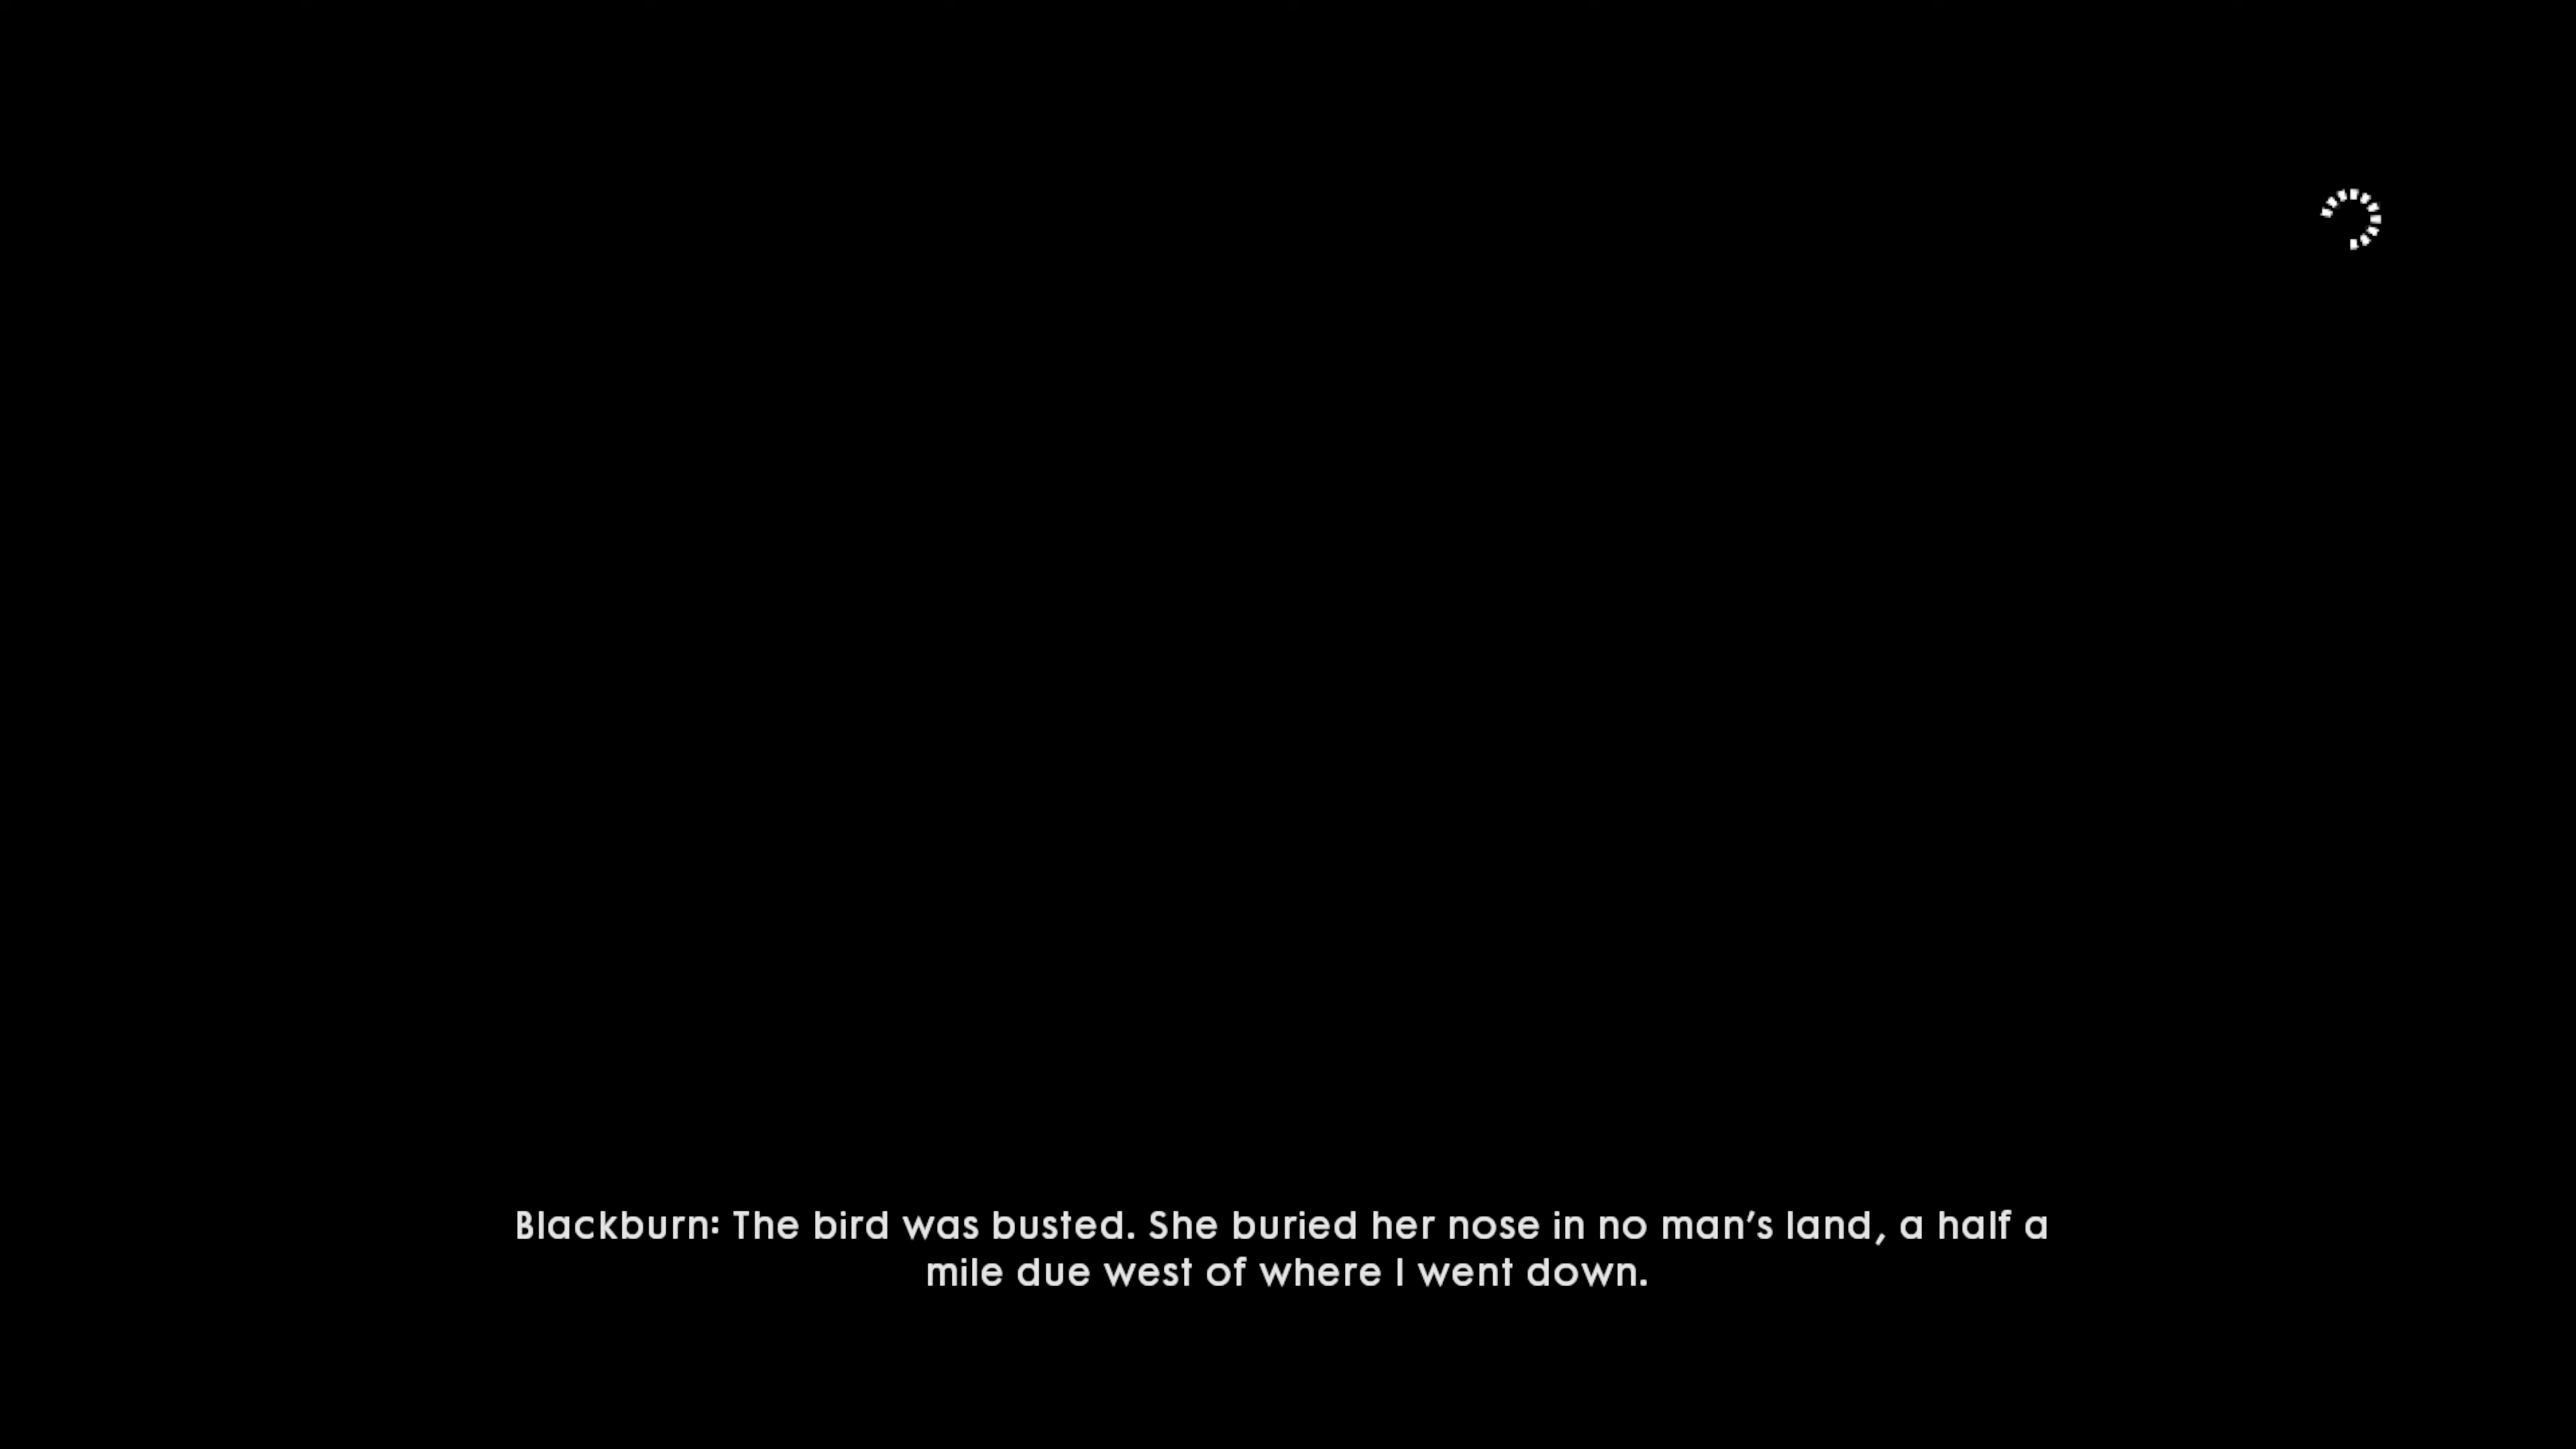 Blackburn: The bird was busted. She buried her nose in no man's land, a half a
mile due west of where I went down.